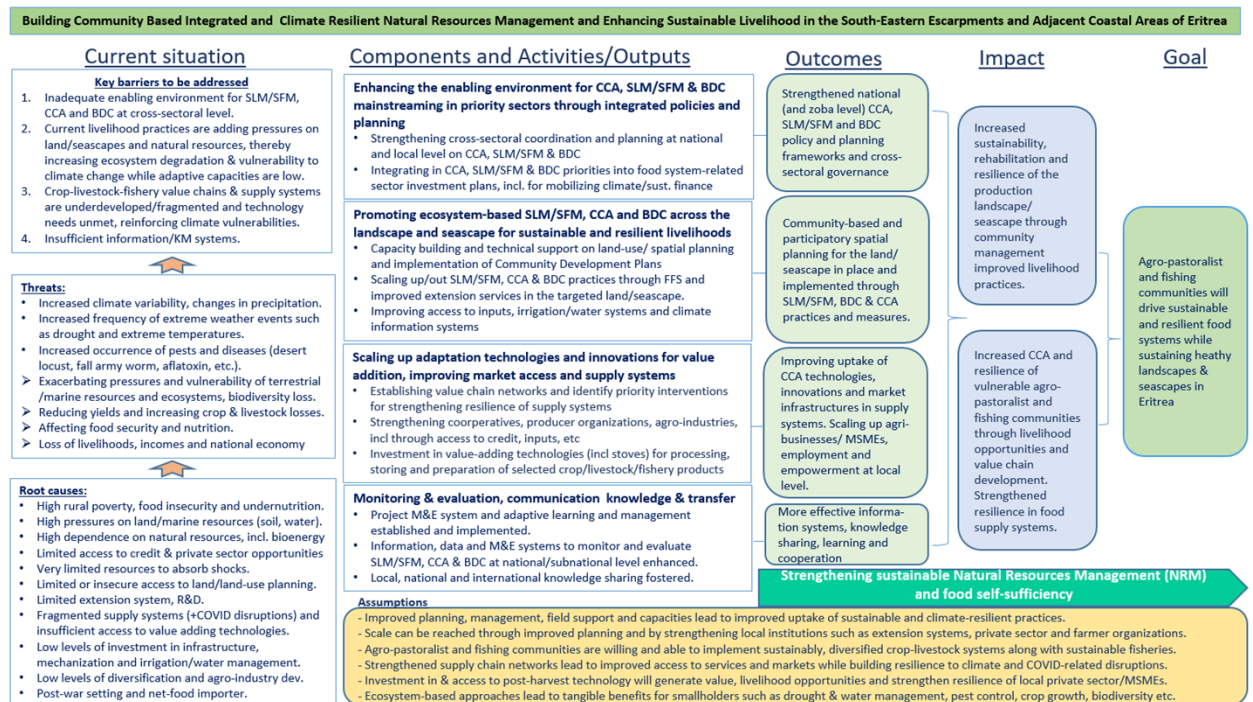 Building Community Based Integrated and Climate Resilient Natural Resources Management and Enhancing Sustainable Livelihood in the South-Eastern Escarpments and Adjacent Coastal Areas of Eritrea
Current situation
Key barriers to be addressed
1. Inadequate enabling environment for SLM/SFM,
CCA and BDC at cross-sectoral level.
2. Current livelihood practices are adding pressures on
land/seascapes and natural resources, thereby
increasing ecosystem degradation & vulnerability to
climate change while adaptive capacities are low.
3. Crop-livestock-fishery value chains & supply systems
are underdeveloped/fragmented and technology
needs unmet, reinforcing climate vulnerabilities.
4. Insufficient information/KM systems.
Threats:
• Increased climate variability, changes in precipitation.
• Increased frequency of extreme weather events such
as drought and extreme temperatures.
• Increased occurrence of pests and diseases (desert
locust, fall army worm, aflatoxin, etc.).
➢ Exacerbating pressures and vulnerability of terrestrial
/marine resources and ecosystems, biodiversity loss.
➢ Reducing yields and increasing crop & livestock losses.
➢ Affecting food security and nutrition.
➢ Loss of livelihoods, incomes and national economy
Root causes:
• High rural poverty, food insecurity and undernutrition.
• High pressures on land/marine resources (soil, water).
• High dependence on natural resources, incl. bioenergy
• Limited access to credit & private sector opportunities
• Very limited resources to absorb shocks.
• Limited or insecure access to land/land-use planning.
• Limited extension system, R&D.
• Fragmented supply systems (+COVID disruptions) and
insufficient access to value adding technologies.
• Low levels of investment in infrastructure,
mechanization and irrigation/water management.
• Low levels of diversification and agro-industry dev.
• Post-war setting and net-food importer.
Components and Activities/Outputs
Enhancing the enabling environment for CCA, SLM/SFM & BDC
mainstreaming in priority sectors through integrated policies and
planning
• Strengthening cross-sectoral coordination and planning at national
and local level on CCA, SLM/SFM & BDC
• Integrating in CCA, SLM/SFM & BDC priorities into food system-related
sector investment plans, incl. for mobilizing climate/sust. finance
Promoting ecosystem-based SLM/SFM, CCA and BDC across the
landscape and seascape for sustainable and resilient livelihoods
• Capacity building and technical support on land-use/ spatial planning
and implementation of Community Development Plans
• Scaling up/out SLM/SFM, CCA & BDC practices through FFS and
improved extension services in the targeted land/seascape.
• Improving access to inputs, irrigation/water systems and climate
information systems
Scaling up adaptation technologies and innovations for value
addition, improving market access and supply systems
• Establishing value chain networks and identify priority interventions
for strengthening resilience of supply systems
• Strengthening cooperatives, producer organizations, agro-industries,
incl through access to credit, inputs, etc
• Investment in value-adding technologies (incl stoves) for processing,
storing and preparation of selected crop/livestock/fishery products
Monitoring & evaluation, communication knowledge & transfer
• Project M&E system and adaptive learning and management
established and implemented.
• Information, data and M&E systems to monitor and evaluate
SLM/SFM, CCA & BDC at national/subnational level enhanced.
• Local, national and international knowledge sharing fostered.
Outcomes
Strengthened national
(and zoba level) CCA,
SLM/SFM and BDC
policy and planning
frameworks and cross-
sectoral governance
Community-based and
participatory spatial
planning for the land/
seascape in place and
implemented through
SLM/SFM, BDC & CCA
practices and measures.
Improving uptake of
CCA technologies,
innovations and market
infrastructures in supply
systems. Scaling up agri-
businesses/ MSMEs,
employment and
empowerment at local
level.
More effective informa-
tion systems, knowledge
sharing, learning and
cooperation
Impact
Increased
sustainability,
rehabilitation and
resilience of the
production
landscape/
seascape through
community
management
improved livelihood
practices.
Increased CCA and
resilience of
vulnerable agro-
pastoralist and
fishing communities
through livelihood
opportunities and
value chain
development.
Strengthened
resilience in food
supply systems.
Goal
Agro-pastoralist
and fishing
communities will
drive sustainable
and resilient food
systems while
sustaining heathy
landscapes &
seascapes in
Eritrea
Strengthening sustainable Natural Resources Management (NRM)
and food self-sufficiency
Assumptions
- Improved planning, management, field support and capacities lead to improved uptake of sustainable and climate-resilient practices.
- Scale can be reached through improved planning and by strengthening local institutions such as extension systems, private sector and farmer organizations.
- Agro-pastoralist and fishing communities are willing and able to implement sustainably, diversified crop-livestock systems along with sustainable fisheries.
- Strengthened supply chain networks lead to improved access to services and markets while building resilience to climate and COVID-related disruptions.
- Investment in & access to post-harvest technology will generate value, livelihood opportunities and strengthen resilience of local private sector/MSMEs.
- Ecosystem-based approaches lead to tangible benefits for smallholders such as drought & water management, pest control, crop growth, biodiversity etc.